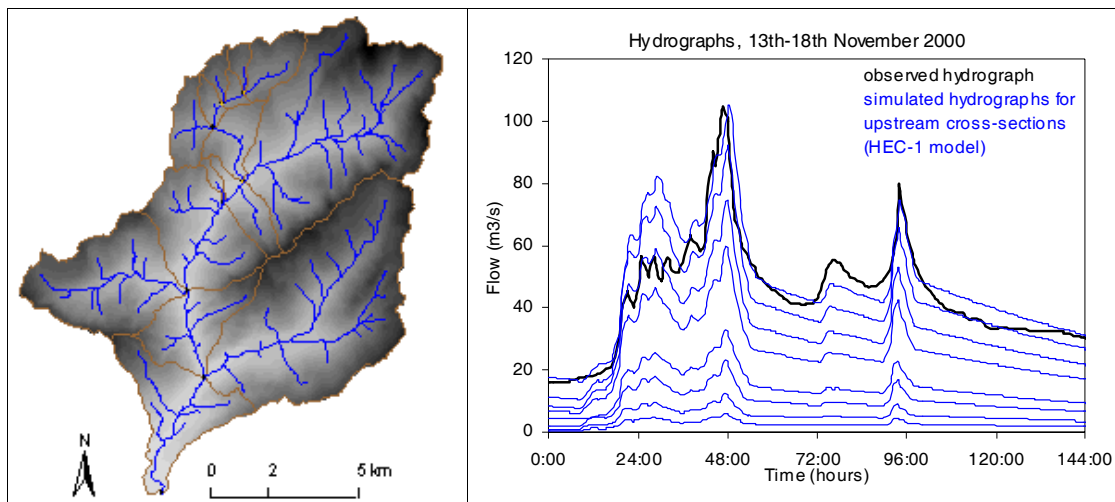 N
0 2 5 km
Hydrographs, 13th-18th November 2000
observed hydrograph
simulated hydrographs for
upstream cross-sections
(HEC-1 model)
Flow (m3/s)
120
100
80
60
40
20
0
0:00 24:00 48:00 72:00 96:00 120:00 144:00
Time (hours)